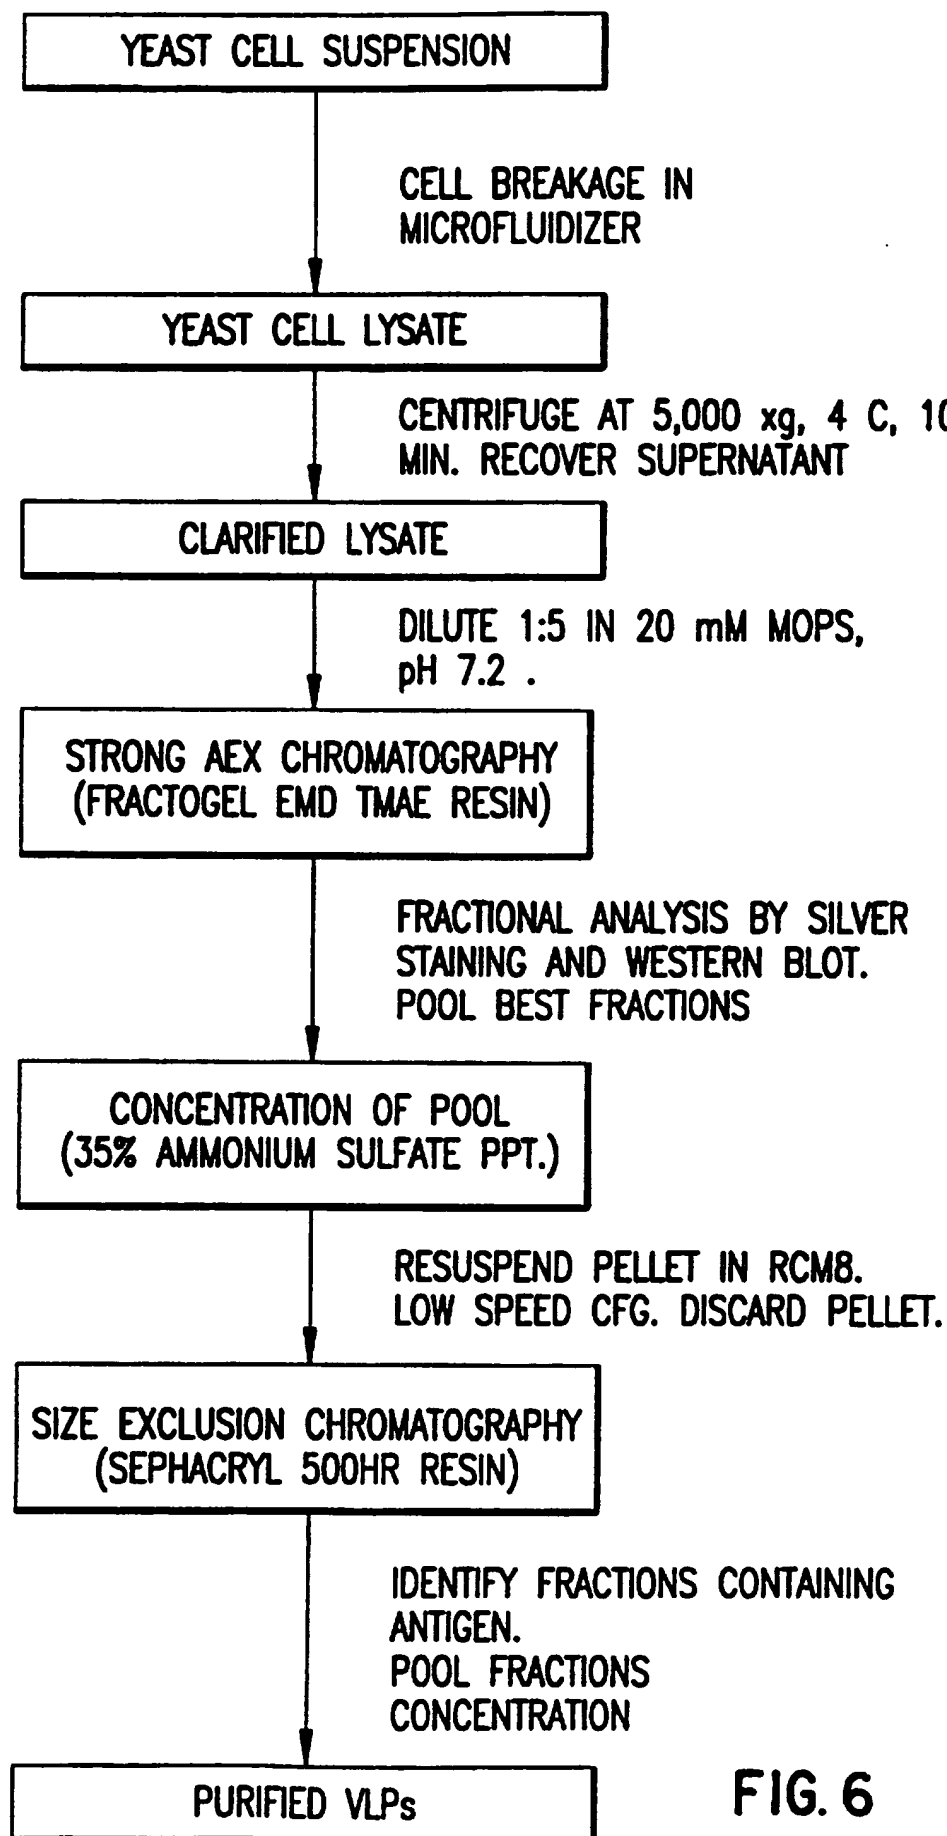 YEAST CELL SUSPENSION
CELL BREAKAGE IN
MICROFLUIDIZER
YEAST CELL LYSATE
CENTRIFUGE AT 5,000 xg, 4 C, 10
MIN. RECOVER SUPERNATANT
CLARIFIED LYSATE
DILUTE 1:5 IN 20 mM MOPS,
pH 7.2 .
STRONG AEX CHROMATOGRAPHY
(FRACTOGEL EMD TMAE RESIN)
FRACTIONAL ANALYSIS BY SILVER
STAINING AND WESTERN BLOT.
POOL BEST FRACTIONS
CONCENTRATION OF POOL
(35% AMMONIUM SULFATE PPT.)
RESUSPEND PELLET IN RCM8.
LOW SPEED CFG. DISCARD PELLET.
SIZE EXCLUSION CHROMATOGRAPHY
(SEPHACRYL 500HR RESIN)
IDENTIFY FRACTIONS CONTAINING
ANTIGEN.
POOL FRACTIONS
CONCENTRATION
PURIFIED VLPs
FIG. 6